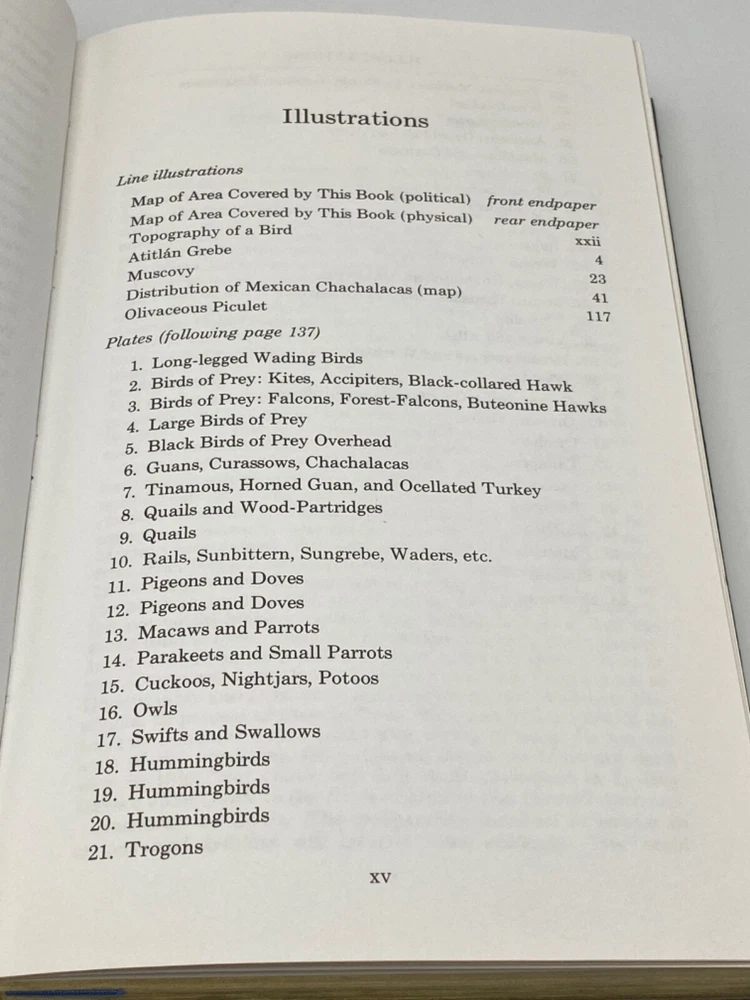 Illustrations
Line illustrations
Map of Area Covered by This Book (political) front endpaper
Map of Area Covered by This Book (physical) rear endpaper
Topography of a Bird xxii
Atitlán Grebe 4
Muscovy 23
Distribution of Mexican Chachalacas (map) 41
Olivaceous Piculet 117
Plates (following page 137)
1. Long-legged Wading Birds
2. Birds of Prey: Kites, Accipiters, Black-collared Hawk
3. Birds of Prey: Falcons, Forest-Falcons, Buteonine Hawks
4. Large Birds of Prey
5. Black Birds of Prey Overhead
6. Guans, Curassows, Chachalacas
7. Tinamous, Horned Guan, and Ocellated Turkey
8. Quails and Wood-Partridges
9. Quails
10. Rails, Sunbittern, Sungrebe, Waders, etc.
11. Pigeons and Doves
12. Pigeons and Doves
13. Macaws and Parrots
14. Parakeets and Small Parrots
15. Cuckoos, Nightjars, Potoos
16. Owls
17. Swifts and Swallows
18. Hummingbirds
19. Hummingbirds
20. Hummingbirds
21. Trogons
xv